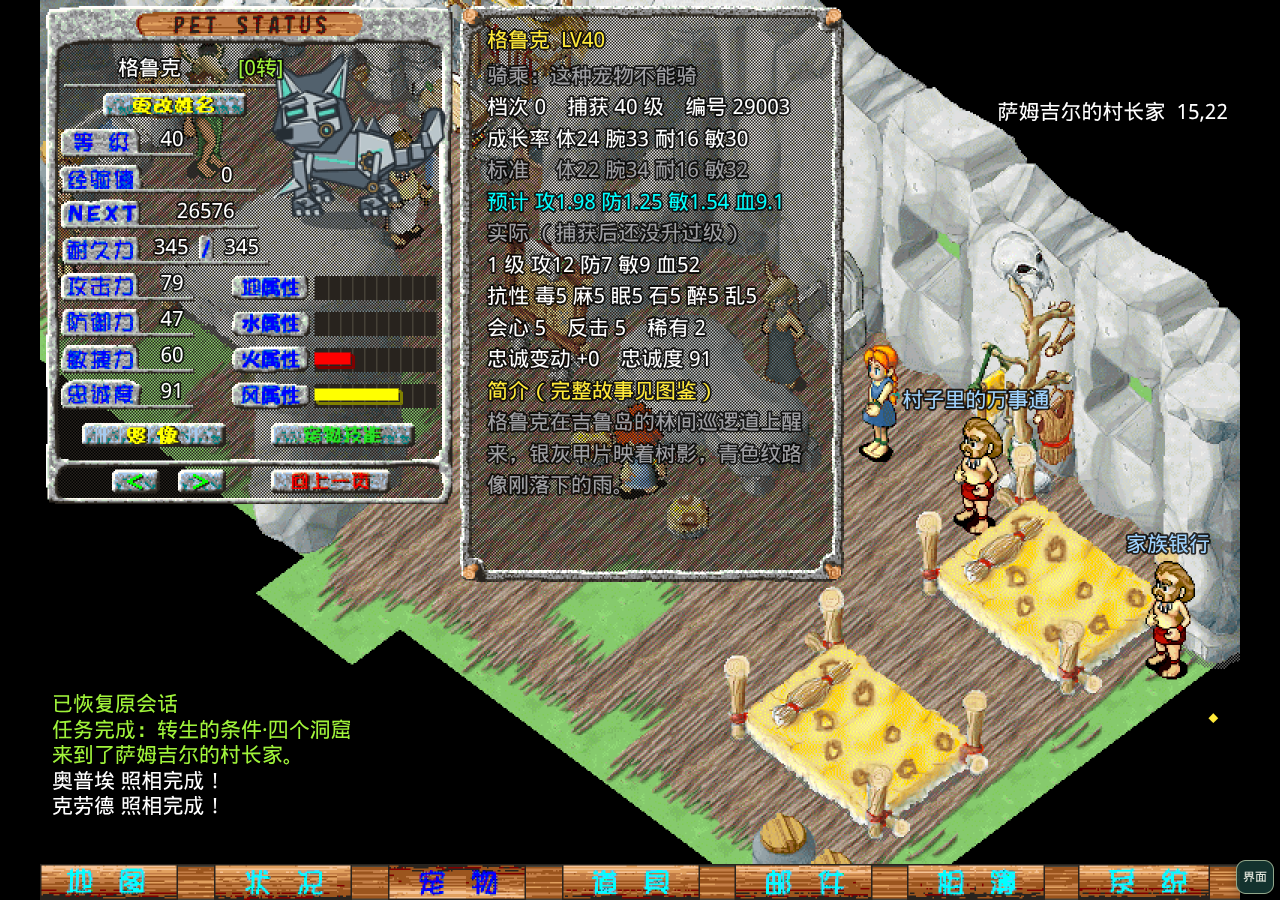 PET STATUS
格鲁克 [0转]
更改姓名
等级 40
经验值 0
NEXT 26576
耐久力 345 / 345
攻击力 79
防御力 47
敏捷力 60
忠诚度 91
地属性
水属性
火属性
风属性
影像
宠物技能
< >
回上一页
格鲁克 LV40
骑乘：这种宠物不能骑
档次 0 捕获 40 级 编号 29003
成长率 体24 腕33 耐16 敏30
标准 体22 腕34 耐16 敏32
预计 攻1.98 防1.25 敏1.54 血9.1
实际（捕获后还没升过级）
1 级 攻12 防7 敏9 血52
抗性 毒5 麻5 眠5 石5 醉5 乱5
会心 5 反击 5 稀有 2
忠诚变动 +0 忠诚度 91
简介（完整故事见图鉴）
格鲁克在吉鲁岛的林间巡逻道上醒
来，银灰甲片映着树影，青色纹路
像刚落下的雨。
萨姆吉尔的村长家 15,22
村子里的万事通
家族银行
已恢复原会话
任务完成：转生的条件·四个洞窟
来到了萨姆吉尔的村长家。
奥普埃 照相完成！
克劳德 照相完成！
地图 状况 宠物 道具 邮件 相簿 系统
界面